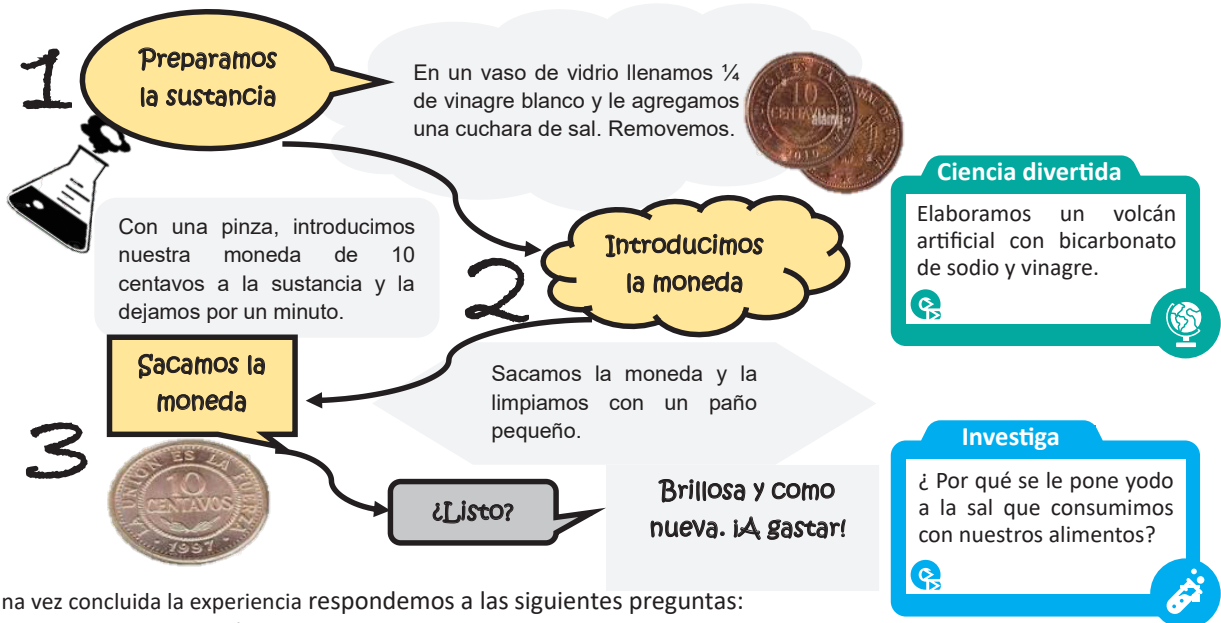 1
Preparamos
la sustancia
En un vaso de vidrio llenamos ¼
de vinagre blanco y le agregamos
una cuchara de sal. Removemos.
10
CENTAVOS
alamy
2010
Con una pinza, introducimos
nuestra moneda de 10
centavos a la sustancia y la
dejamos por un minuto.
2
Introducimos
la moneda
Sacamos la
moneda
3
Sacamos la moneda y la
limpiamos con un paño
pequeño.
LA UNION ES LA FUERZA
10
CENTAVOS
1997
¿Listo?
Brillosa y como
nueva. ¡A gastar!
Ciencia divertida
Elaboramos un volcán
artificial con bicarbonato
de sodio y vinagre.
Investiga
¿ Por qué se le pone yodo
a la sal que consumimos
con nuestros alimentos?
na vez concluida la experiencia respondemos a las siguientes preguntas: